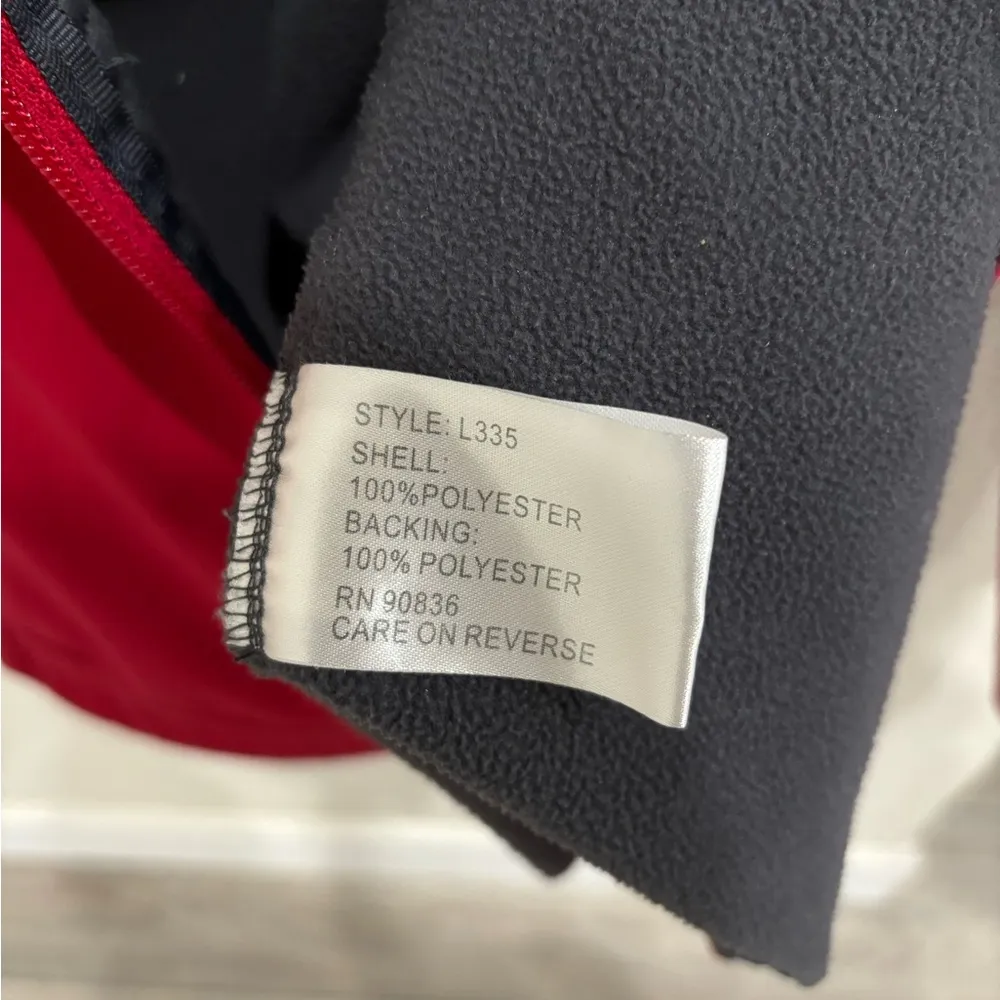 STYLE: L335
SHELL:
100%POLYESTER
BACKING:
100% POLYESTER
RN 90836
CARE ON REVERSE